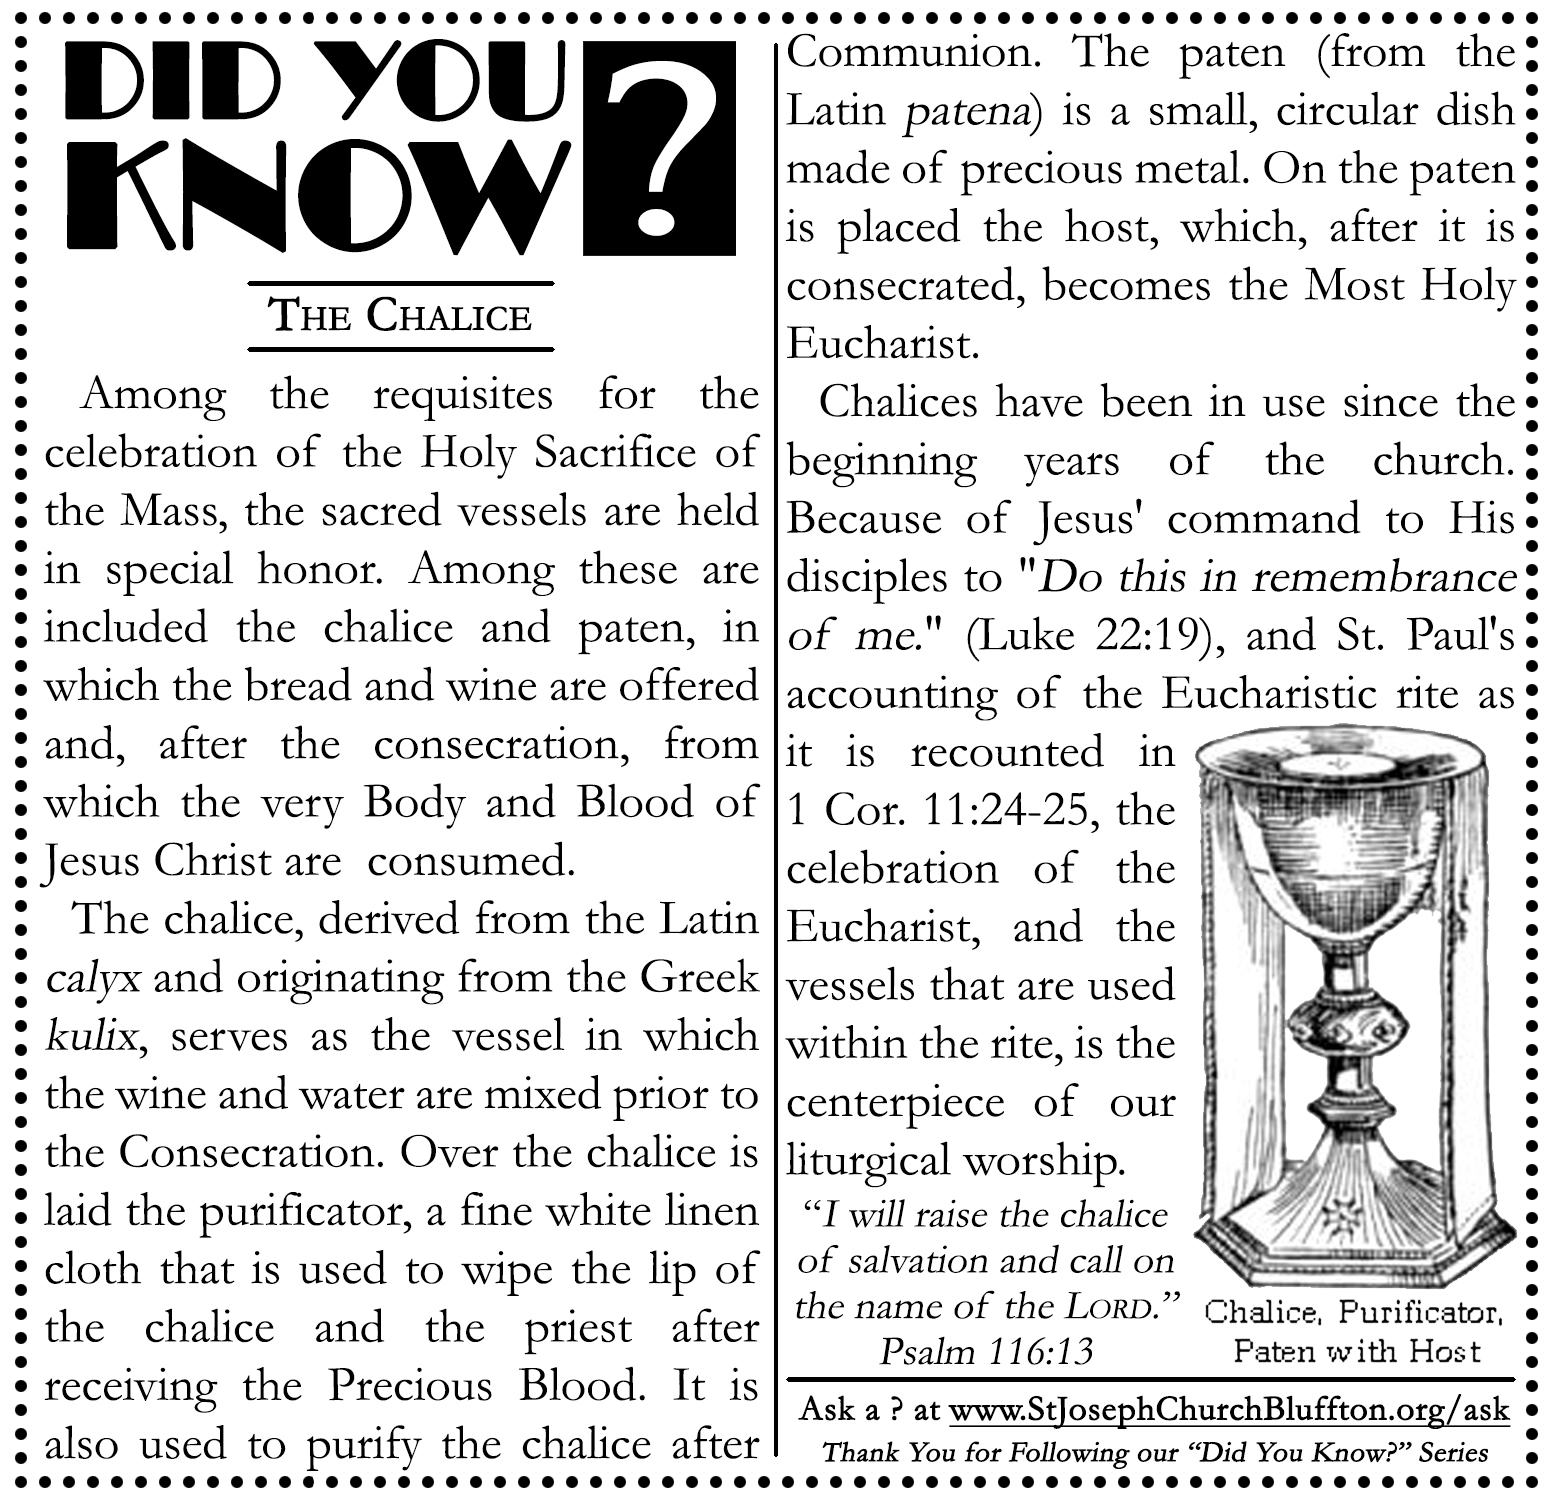 DID YOU
KNOW?
THE CHALICE
Among the requisites for the
celebration of the Holy Sacrifice of
the Mass, the sacred vessels are held
in special honor. Among these are
included the chalice and paten, in
which the bread and wine are offered
and, after the consecration, from
which the very Body and Blood of
Jesus Christ are consumed.
The chalice, derived from the Latin
calyx and originating from the Greek
kulix, serves as the vessel in which
the wine and water are mixed prior to
the Consecration. Over the chalice is
laid the purificator, a fine white linen
cloth that is used to wipe the lip of
the chalice and the priest after
receiving the Precious Blood. It is
also used to purify the chalice after
Communion. The paten (from the
Latin patena) is a small, circular dish
made of precious metal. On the paten
is placed the host, which, after it is
consecrated, becomes the Most Holy
Eucharist.
Chalices have been in use since the
beginning years of the church.
Because of Jesus' command to His
disciples to "Do this in remembrance
of me." (Luke 22:19), and St. Paul's
accounting of the Eucharistic rite as
it is recounted in
1 Cor. 11:24-25, the
celebration of the
Eucharist, and the
vessels that are used
within the rite, is the
centerpiece of our
liturgical worship.
“I will raise the chalice
of salvation and call on
the name of the LORD.”
Psalm 116:13
Chalice, Purificator,
Paten with Host
Ask a ? at www.StJosephChurchBluffton.org/ask
Thank You for Following our “Did You Know?” Series